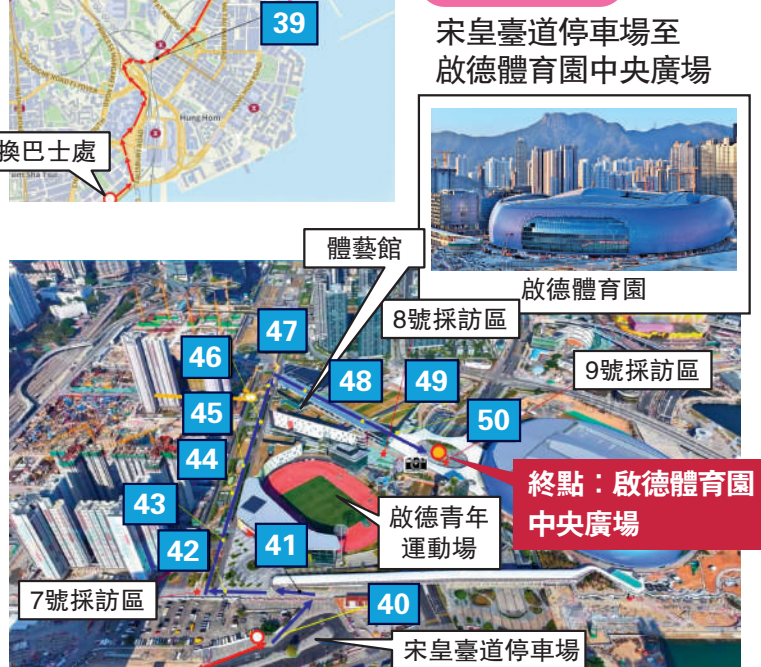 39
Hung Hom
換巴士處
宋皇臺道停車場至
啟德體育園中央廣場
啟德體育園
體藝館
8號採訪區
9號採訪區
47
46
48
49
45
50
44
終點：啟德體育園
中央廣場
43
啟德青年
運動場
42
41
7號採訪區
40
宋皇臺道停車場